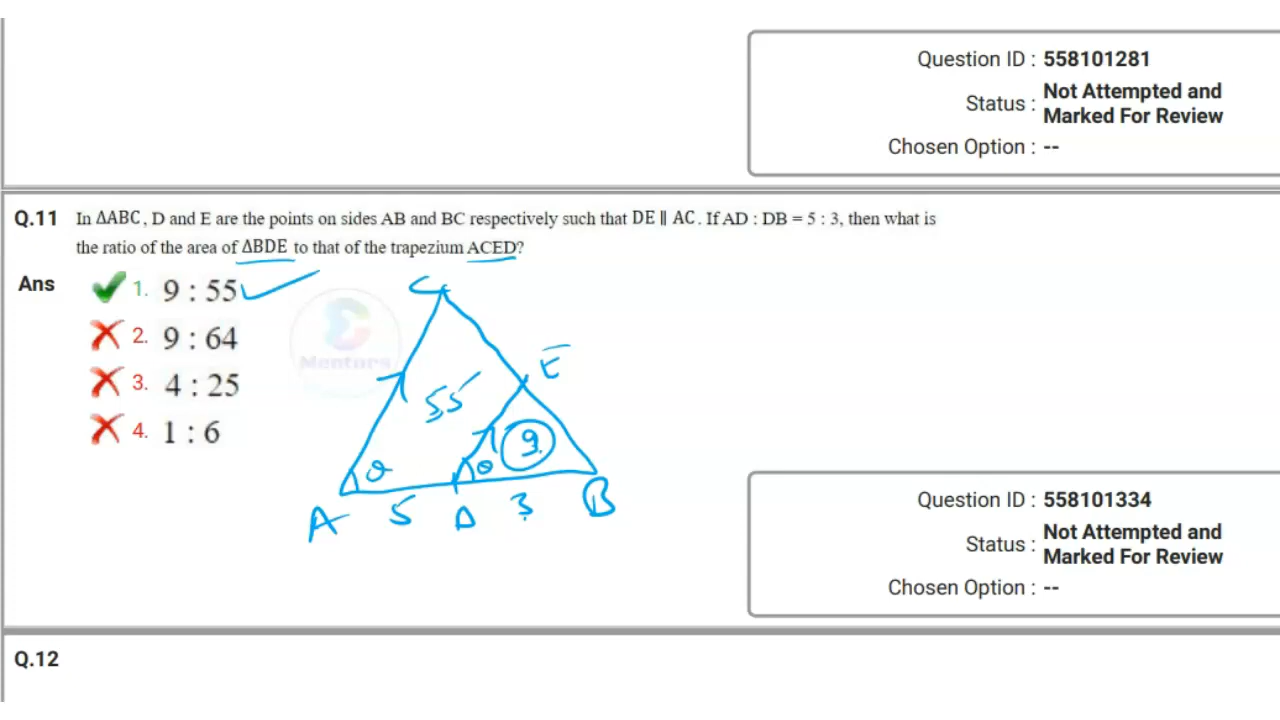 Question ID : 558101281
Status : Not Attempted and
Marked For Review
Chosen Option : --
Q.11 In ΔABC, D and E are the points on sides AB and BC respectively such that DE ∥ AC. If AD : DB = 5 : 3, then what is
the ratio of the area of ΔBDE to that of the trapezium ACED?
Ans 1. 9 : 55
2. 9 : 64
3. 4 : 25
4. 1 : 6
Mentors
C
E
55
9
θ θ
A 5 D 3 B
Question ID : 558101334
Status : Not Attempted and
Marked For Review
Chosen Option : --
Q.12